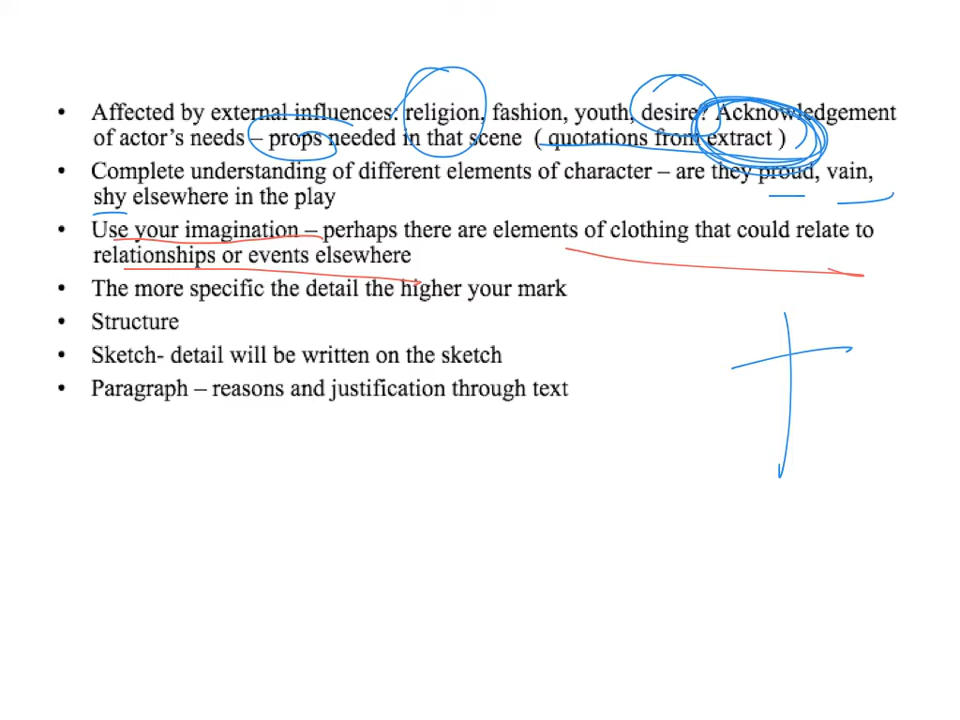 • Affected by external influences: religion, fashion, youth, desire? Acknowledgement
of actor's needs – props needed in that scene ( quotations from extract )
• Complete understanding of different elements of character – are they proud, vain,
shy elsewhere in the play
• Use your imagination – perhaps there are elements of clothing that could relate to
relationships or events elsewhere
• The more specific the detail the higher your mark
• Structure
• Sketch- detail will be written on the sketch
• Paragraph – reasons and justification through text